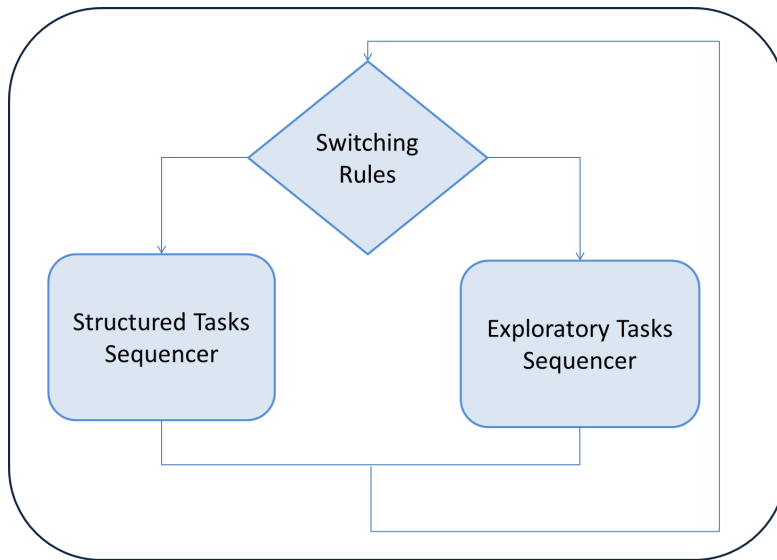 Switching
Rules
Structured Tasks
Sequencer
Exploratory Tasks
Sequencer